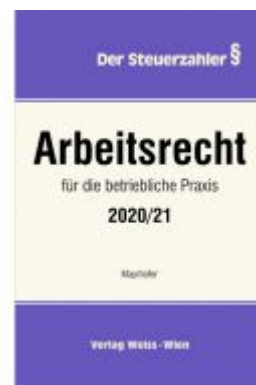 Der Steuerzahler §
Arbeitsrecht
für die betriebliche Praxis
2020/21
Mayrhofer
Verlag Weiss-Wien